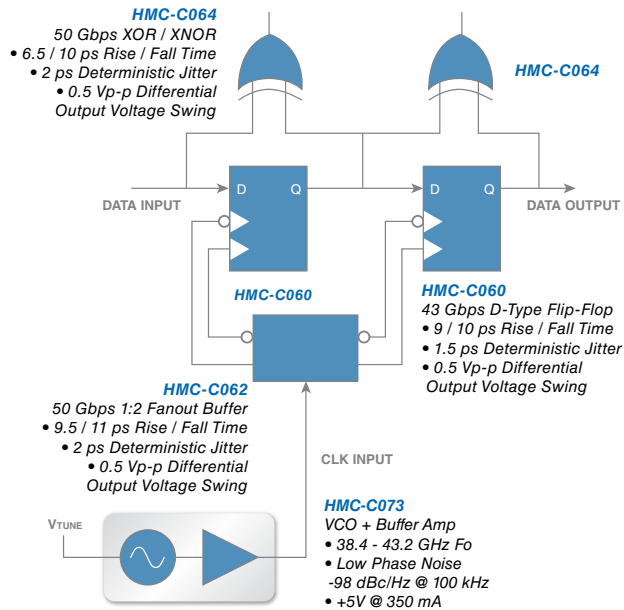 HMC-C064
50 Gbps XOR / XNOR
• 6.5 / 10 ps Rise / Fall Time
• 2 ps Deterministic Jitter
• 0.5 Vp-p Differential
Output Voltage Swing
HMC-C064
D Q
D Q
DATA INPUT
DATA OUTPUT
HMC-C060
HMC-C060
43 Gbps D-Type Flip-Flop
• 9 / 10 ps Rise / Fall Time
• 1.5 ps Deterministic Jitter
• 0.5 Vp-p Differential
Output Voltage Swing
HMC-C062
50 Gbps 1:2 Fanout Buffer
• 9.5 / 11 ps Rise / Fall Time
• 2 ps Deterministic Jitter
• 0.5 Vp-p Differential
Output Voltage Swing
CLK INPUT
VTUNE
HMC-C073
VCO + Buffer Amp
• 38.4 - 43.2 GHz Fo
• Low Phase Noise
-98 dBc/Hz @ 100 kHz
• +5V @ 350 mA